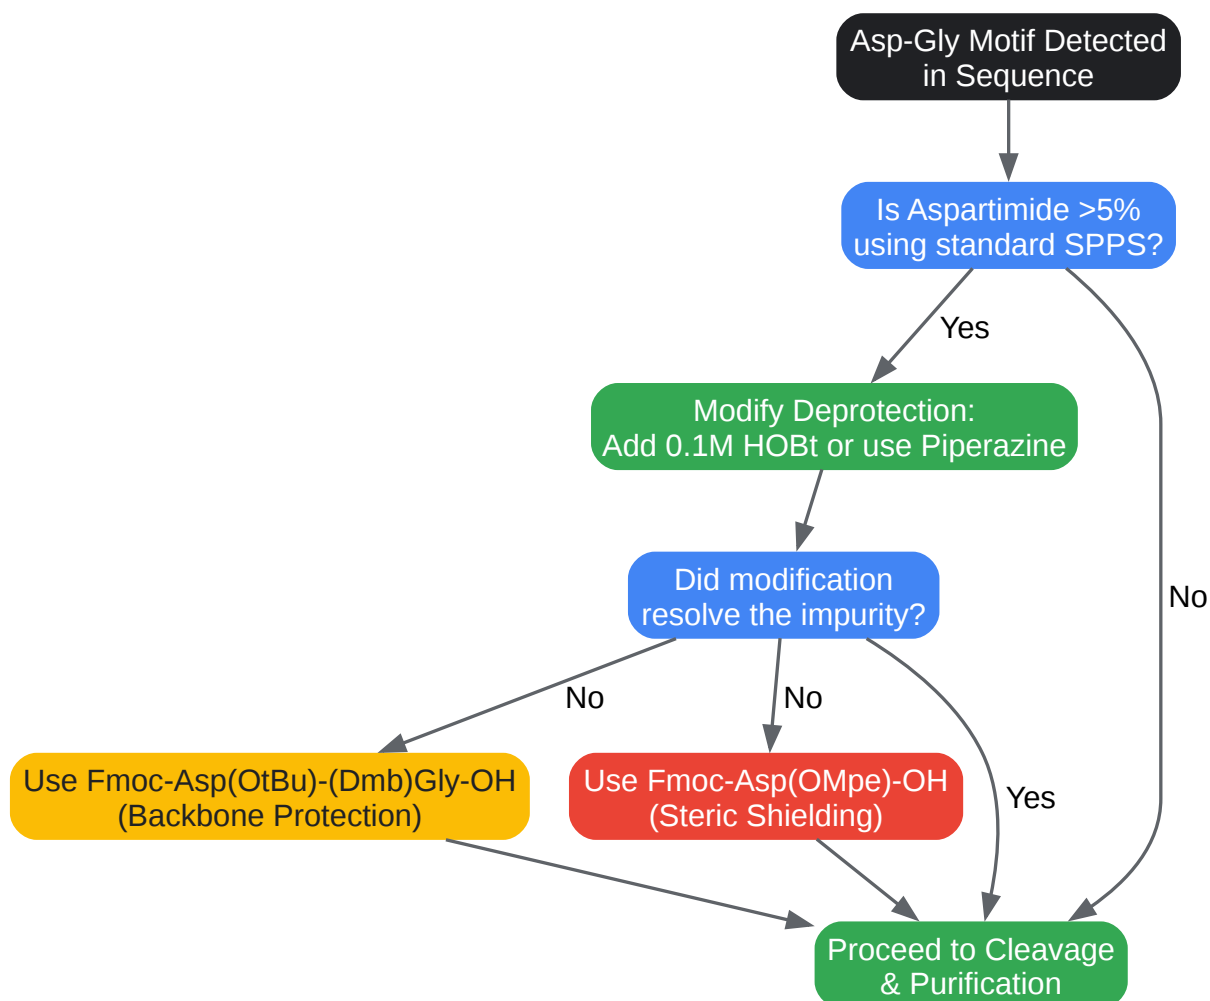 Asp-Gly Motif Detected
in Sequence
Is Aspartimide >5%
using standard SPPS?
Yes
Modify Deprotection:
Add 0.1M HOBt or use Piperazine
Did modification
resolve the impurity?
No
No
No
Use Fmoc-Asp(OtBu)-(Dmb)Gly-OH
(Backbone Protection)
Use Fmoc-Asp(OMpe)-OH
(Steric Shielding)
Yes
Proceed to Cleavage
& Purification